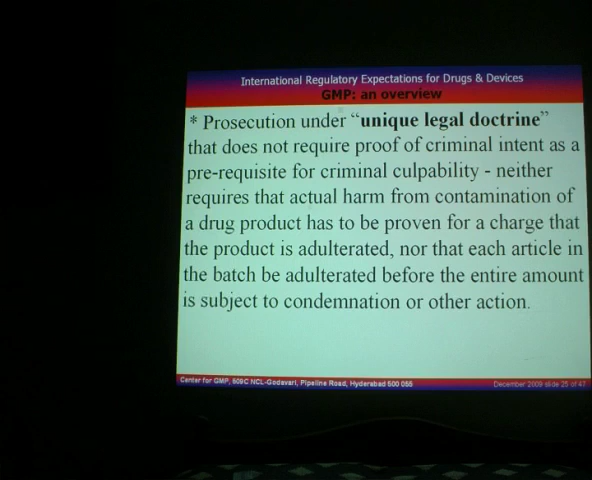 International Regulatory Expectations for Drugs & Devices
GMP: an overview
* Prosecution under “unique legal doctrine”
that does not require proof of criminal intent as a
pre-requisite for criminal culpability - neither
requires that actual harm from contamination of
a drug product has to be proven for a charge that
the product is adulterated, nor that each article in
the batch be adulterated before the entire amount
is subject to condemnation or other action.
Center for GMP, 509C NCL-Godavari, Pipeline Road, Hyderabad 500 055
December 2009 slide 25 of 47